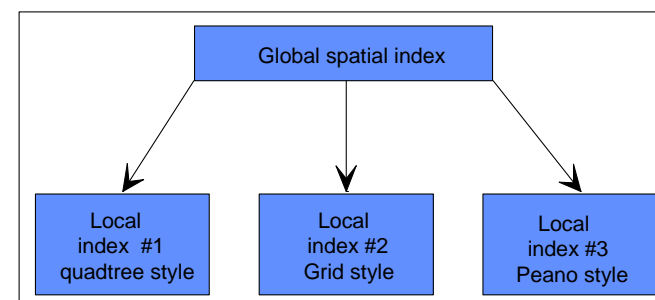 Global spatial index
Local
index #1
quadtree style
Local
index #2
Grid style
Local
index #3
Peano style